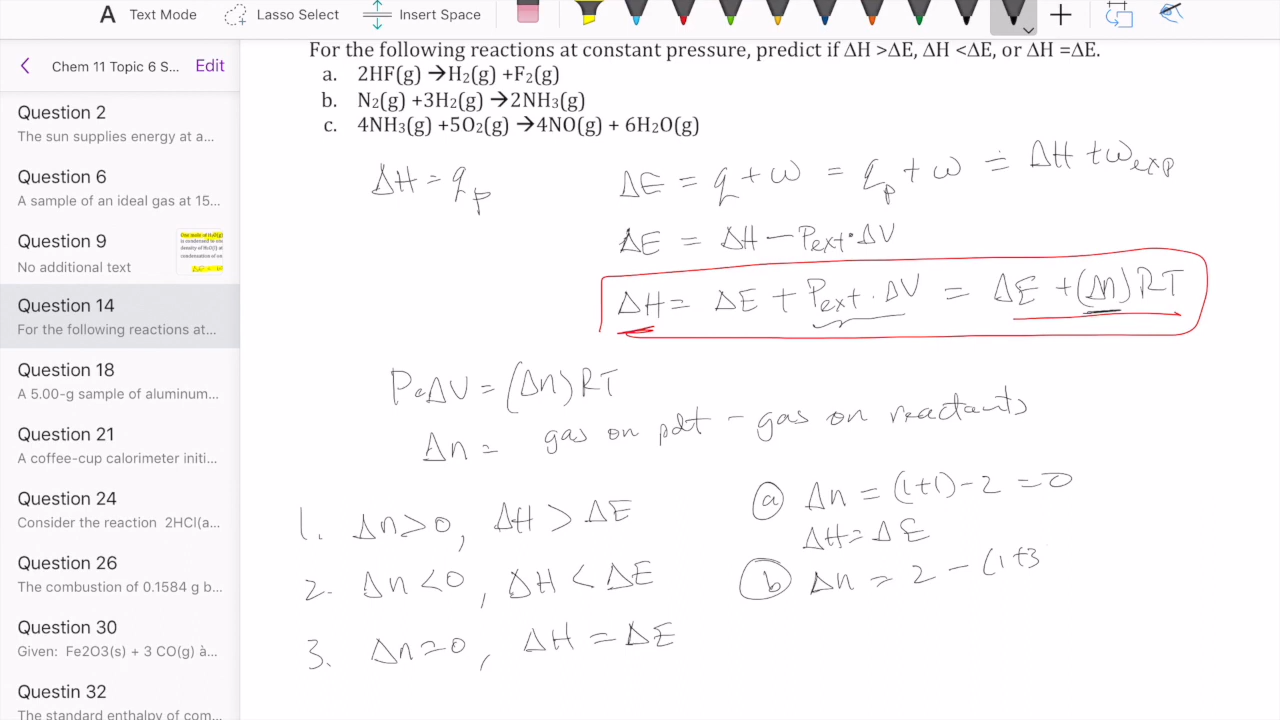 A Text Mode Lasso Select Insert Space
Chem 11 Topic 6 S... Edit
Question 2
The sun supplies energy at a...
Question 6
A sample of an ideal gas at 15...
Question 9
No additional text
Question 14
For the following reactions at...
Question 18
A 5.00-g sample of aluminum...
Question 21
A coffee-cup calorimeter initi...
Question 24
Consider the reaction 2HCl(a...
Question 26
The combustion of 0.1584 g b...
Question 30
Given: Fe2O3(s) + 3 CO(g) à...
Questin 32
The standard enthalpy of com...
For the following reactions at constant pressure, predict if ΔH >ΔE, ΔH <ΔE, or ΔH =ΔE.
a. 2HF(g) →H₂(g) +F₂(g)
b. N₂(g) +3H₂(g) →2NH₃(g)
c. 4NH₃(g) +5O₂(g) →4NO(g) + 6H₂O(g)
ΔH = qp
ΔE = q + w = qp + w = ΔH + wexp
ΔE = ΔH − Pext · ΔV
ΔH = ΔE + Pext · ΔV = ΔE + (Δn) RT
P·ΔV = (Δn) RT
Δn = gas on pdt − gas on reactants
1. Δn > 0, ΔH > ΔE
2. Δn < 0, ΔH < ΔE
3. Δn = 0, ΔH = ΔE
a Δn = (1+1) − 2 = 0
ΔH = ΔE
b Δn = 2 − (1+3